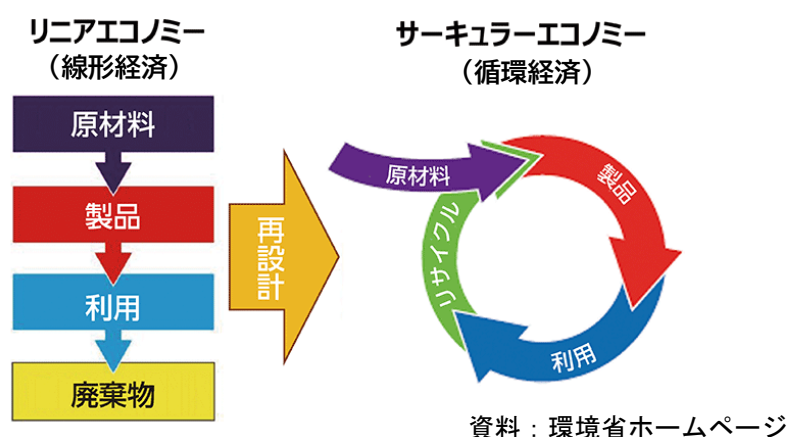 リニアエコノミー
（線形経済）
原材料
製品
利用
廃棄物
再設計
サーキュラーエコノミー
（循環経済）
原材料
製品
利用
リサイクル
資料：環境省ホームページ